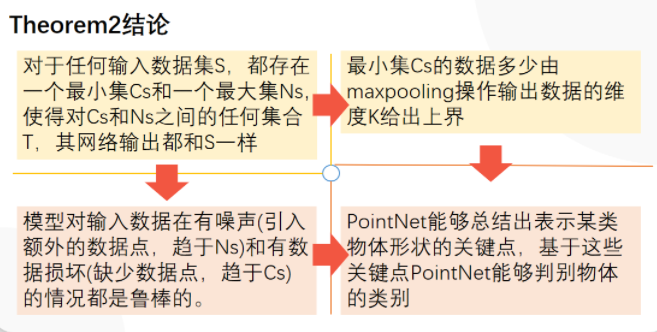 Theorem2结论
对于任何输入数据集S，都存在
一个最小集Cs和一个最大集Ns,
使得对Cs和Ns之间的任何集合
T，其网络输出都和S一样
最小集Cs的数据多少由
maxpooling操作输出数据的维
度K给出上界
模型对输入数据在有噪声(引入
额外的数据点，趋于Ns)和有数
据损坏(缺少数据点，趋于Cs)
的情况都是鲁棒的。
PointNet能够总结出表示某类
物体形状的关键点，基于这些
关键点PointNet能够判别物体
的类别